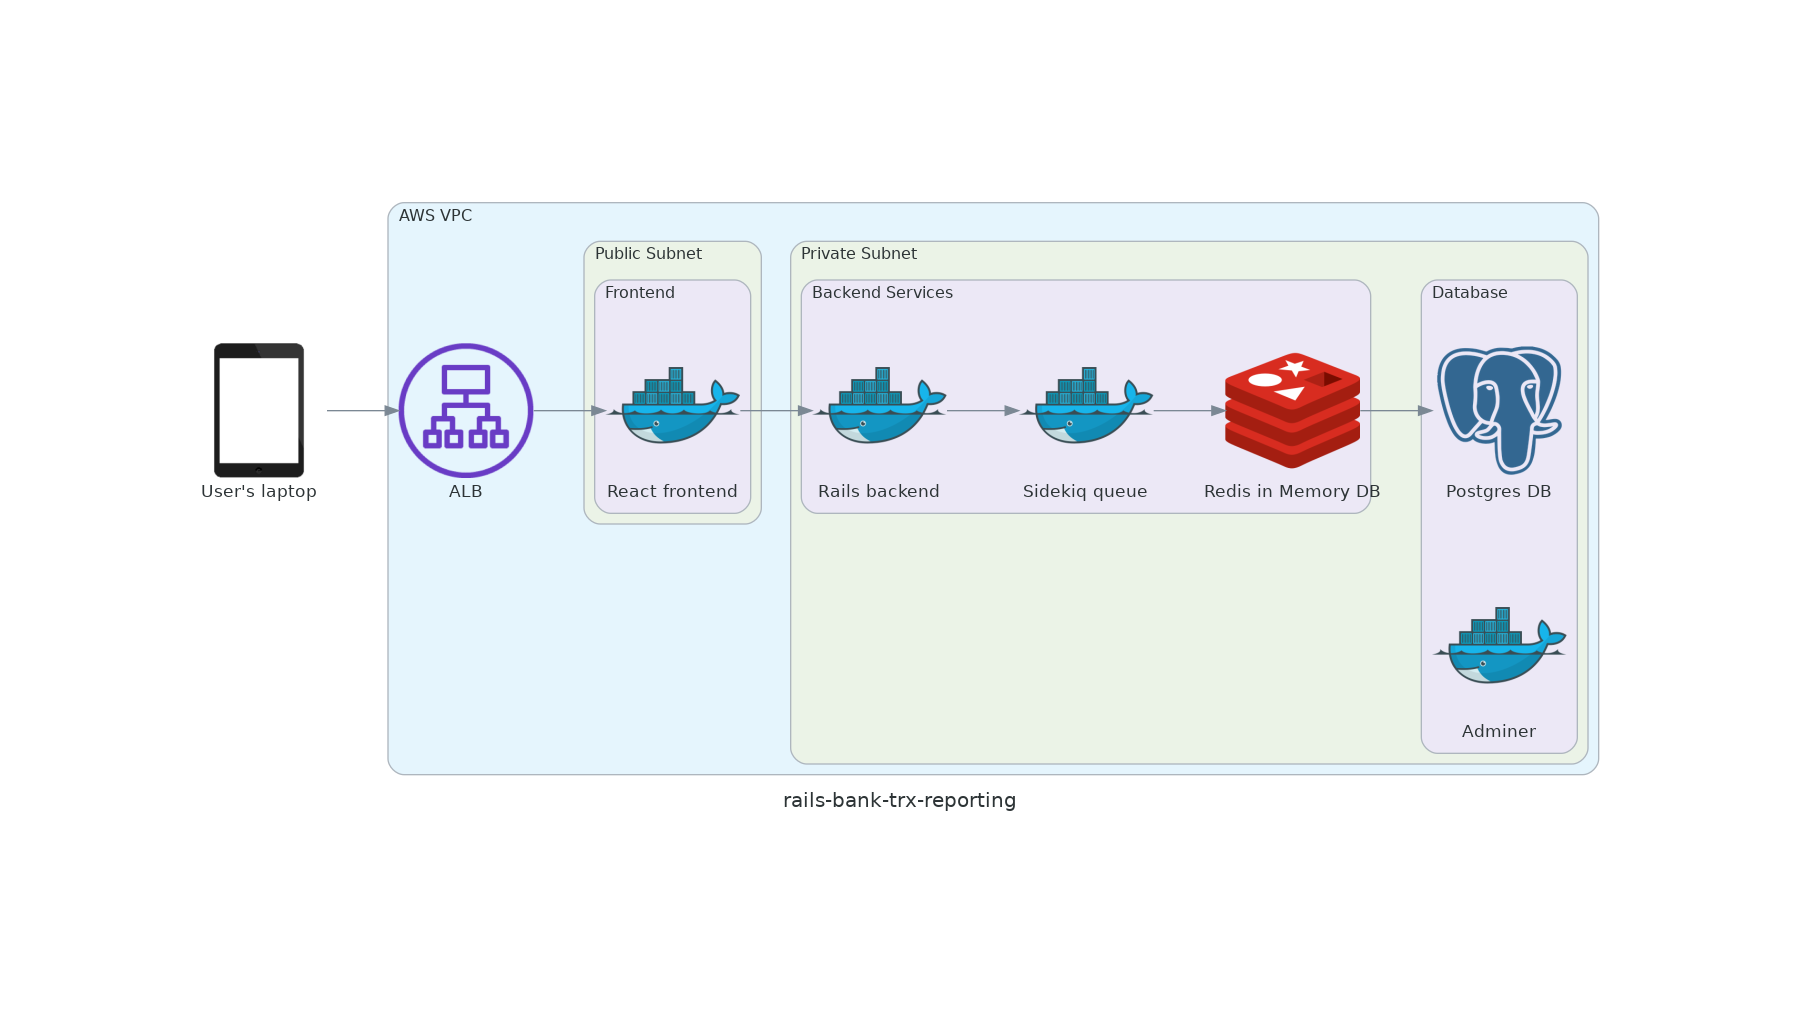 AWS VPC
Public Subnet
Private Subnet
Frontend
Backend Services
Database
User's laptop
ALB
React frontend
Rails backend
Sidekiq queue
Redis in Memory DB
Postgres DB
Adminer
rails-bank-trx-reporting